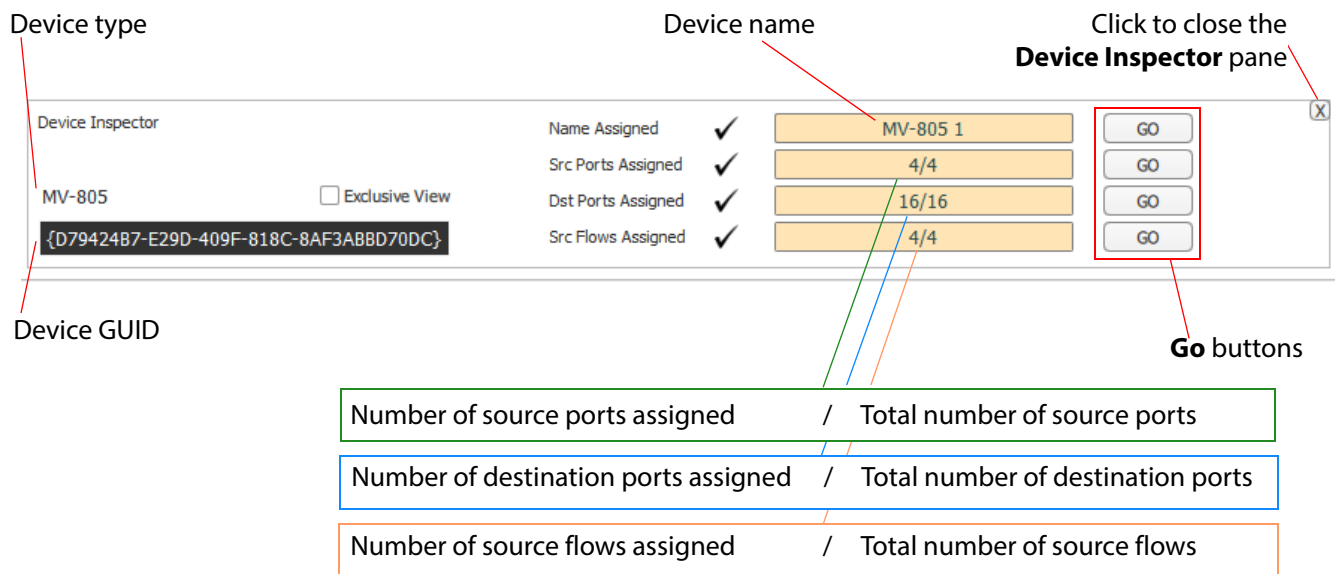 Device type
Device name
Click to close the
Device Inspector pane
X
Device Inspector
Name Assigned ✓ MV-805 1 GO
Src Ports Assigned ✓ 4/4 GO
MV-805 Exclusive View Dst Ports Assigned ✓ 16/16 GO
{D79424B7-E29D-409F-818C-8AF3ABBD70DC} Src Flows Assigned ✓ 4/4 GO
Device GUID
Go buttons
Number of source ports assigned / Total number of source ports
Number of destination ports assigned / Total number of destination ports
Number of source flows assigned / Total number of source flows